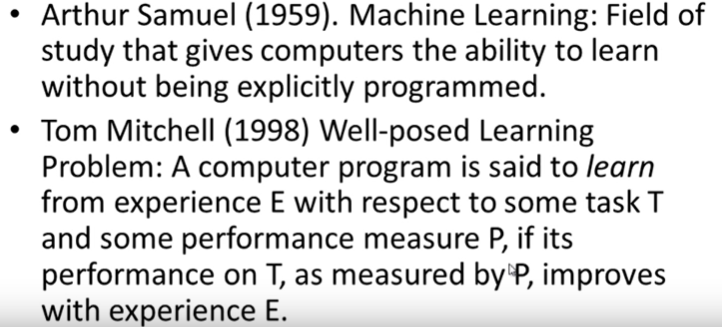 • Arthur Samuel (1959). Machine Learning: Field of
study that gives computers the ability to learn
without being explicitly programmed.
• Tom Mitchell (1998) Well-posed Learning
Problem: A computer program is said to learn
from experience E with respect to some task T
and some performance measure P, if its
performance on T, as measured by P, improves
with experience E.